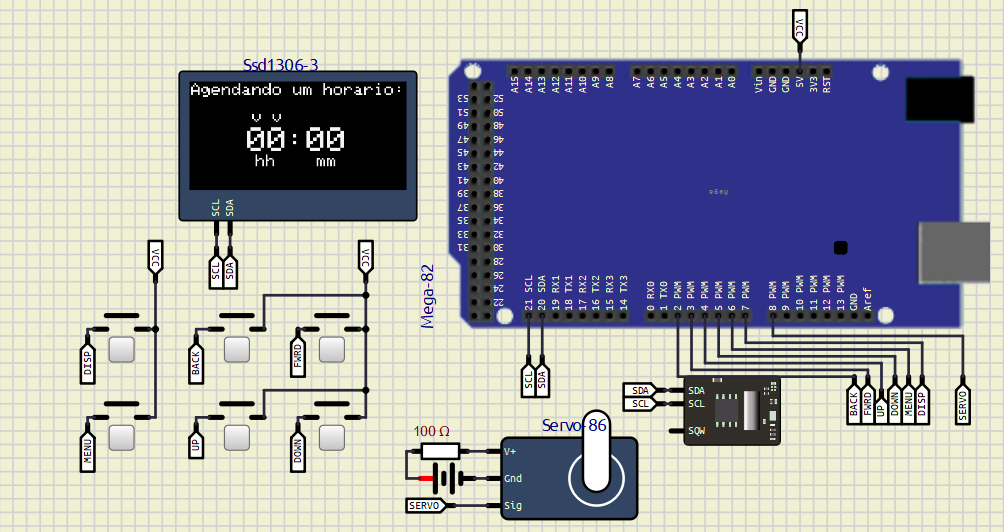 VCC
Ssd1306-3
Agendando um horario:
v v
00:00
hh mm
SCL
SDA
SCL
SDA
VCC
VCC
DISP
BACK
FWRD
MENU
UP
DOWN
Mega-82
A15 A14 A13 A12 A11 A10 A9 A8 A7 A6 A5 A4 A3 A2 A1 A0 Vin GND GND 5V 3V3 RST
53 52
51 50
49 48
47 46
45 44
43 42
41 40
39 38
37 36
35 34
33 32
31 30
28
26
24
22
Mega
21 SCL
20 SDA
19 RX1
18 TX1
17 RX2
16 TX2
15 RX3
14 TX3
0 RX0
1 TX0
2 PWM
3 PWM
4 PWM
5 PWM
6 PWM
7 PWM
8 PWM
9 PWM
10 PWM
11 PWM
12 PWM
13 PWM
GND
Aref
SCL
SDA
SDA SDA
SCL SCL
SQW
BACK
FWRD
UP
DOWN
MENU
DISP
SERVO
Servo-86
100 Ω
V+
Gnd
SERVO Sig